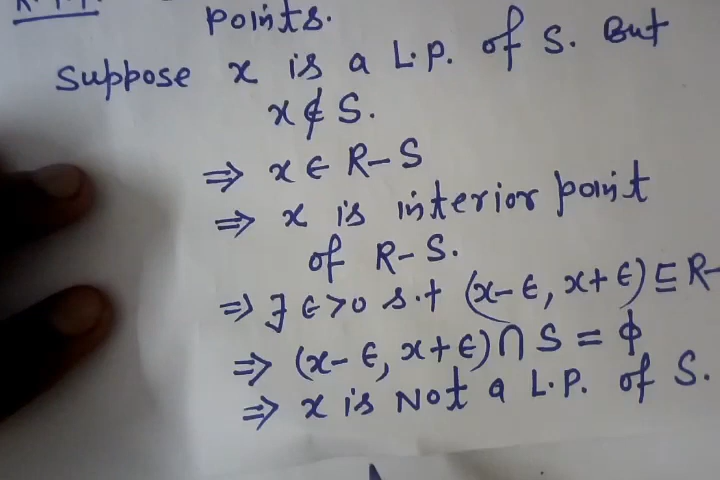 points.
Suppose x is a L.P. of S. But
x ∉ S.
⇒ x ∈ R-S
⇒ x is interior point
of R-S.
⇒ ∃ ϵ>0 s.t (x-ϵ, x+ϵ) ⊆ R-
⇒ (x-ϵ, x+ϵ) ∩ S = ϕ
⇒ x is Not a L.P. of S.